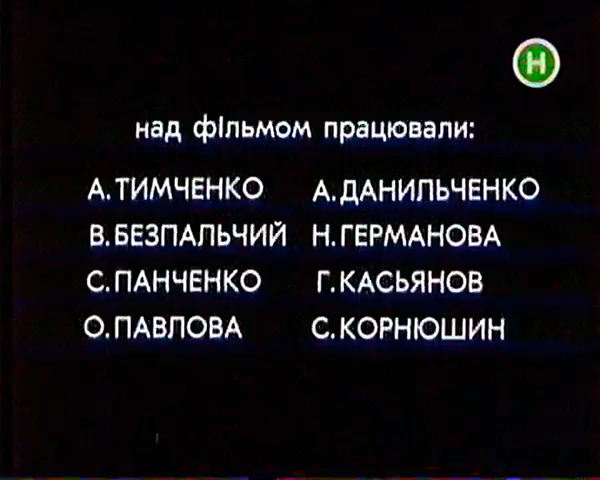 Н
над фільмом працювали:
А.ТИМЧЕНКО А.ДАНИЛЬЧЕНКО
В.БЕЗПАЛЬЧИЙ Н.ГЕРМАНОВА
С.ПАНЧЕНКО Г.КАСЬЯНОВ
О.ПАВЛОВА С.КОРНЮШИН